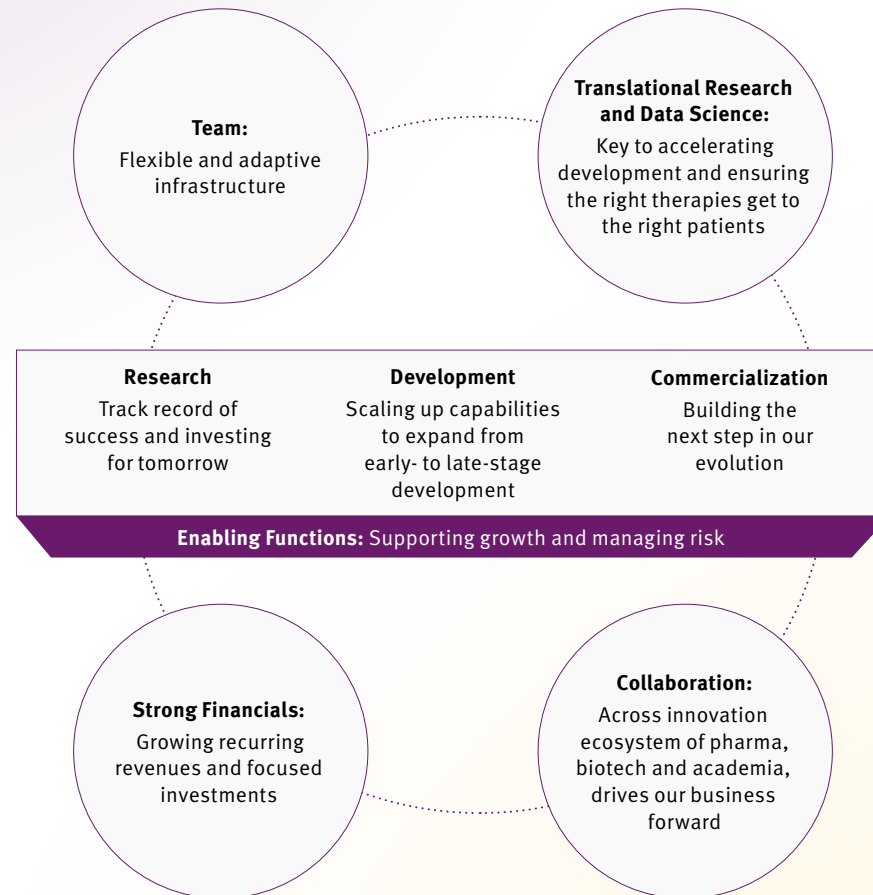 Team:
Flexible and adaptive
infrastructure
Translational Research
and Data Science:
Key to accelerating
development and ensuring
the right therapies get to
the right patients
Research
Track record of
success and investing
for tomorrow
Development
Scaling up capabilities
to expand from
early- to late-stage
development
Commercialization
Building the
next step in our
evolution
Enabling Functions: Supporting growth and managing risk
Strong Financials:
Growing recurring
revenues and focused
investments
Collaboration:
Across innovation
ecosystem of pharma,
biotech and academia,
drives our business
forward